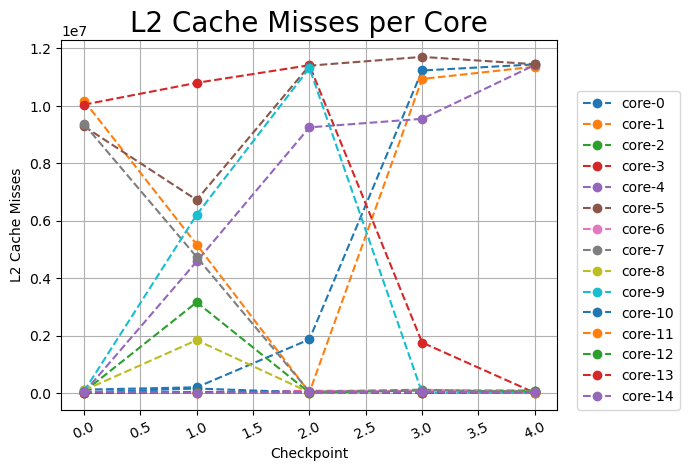 L2 Cache Misses per Core
1e7
1.2
1.0
0.8
0.6
0.4
0.2
0.0
L2 Cache Misses
0.0 0.5 1.0 1.5 2.0 2.5 3.0 3.5 4.0
Checkpoint
core-0
core-1
core-2
core-3
core-4
core-5
core-6
core-7
core-8
core-9
core-10
core-11
core-12
core-13
core-14